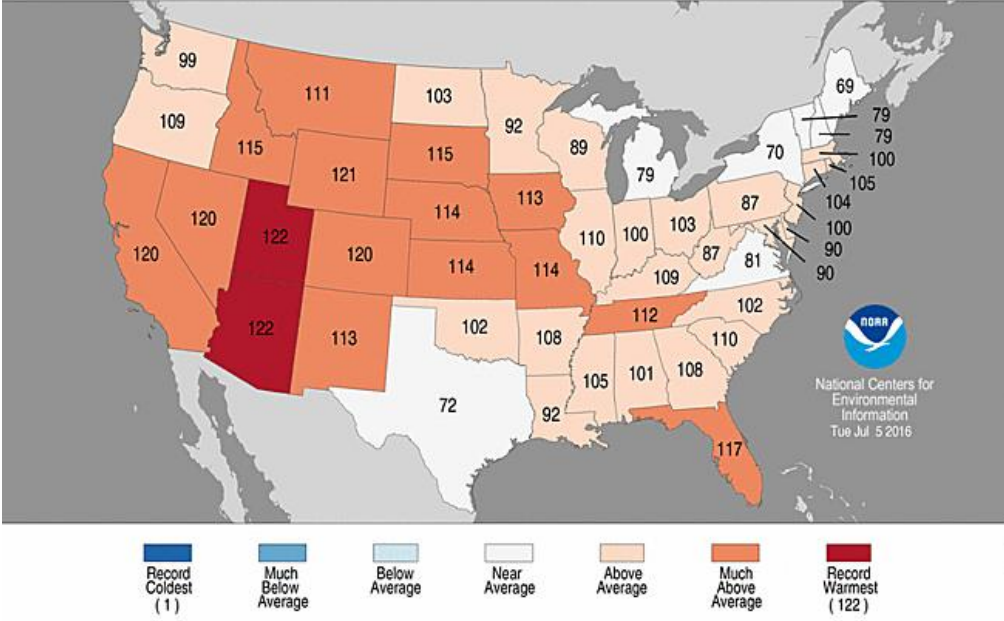 99
111
103
92
69
109
79
79
115
115
89
70
100
121
79
105
104
113
87
120
114
100
122
110
100
103
90
120
120
87
81
90
114
114
109
122
113
112
102
102
108
110
NOAA
105
101
108
National Centers for
Environmental
Information
Tue Jul 5 2016
72
92
117
Record
Coldest
( 1 )
Much
Below
Average
Below
Average
Near
Average
Above
Average
Much
Above
Average
Record
Warmest
( 122 )